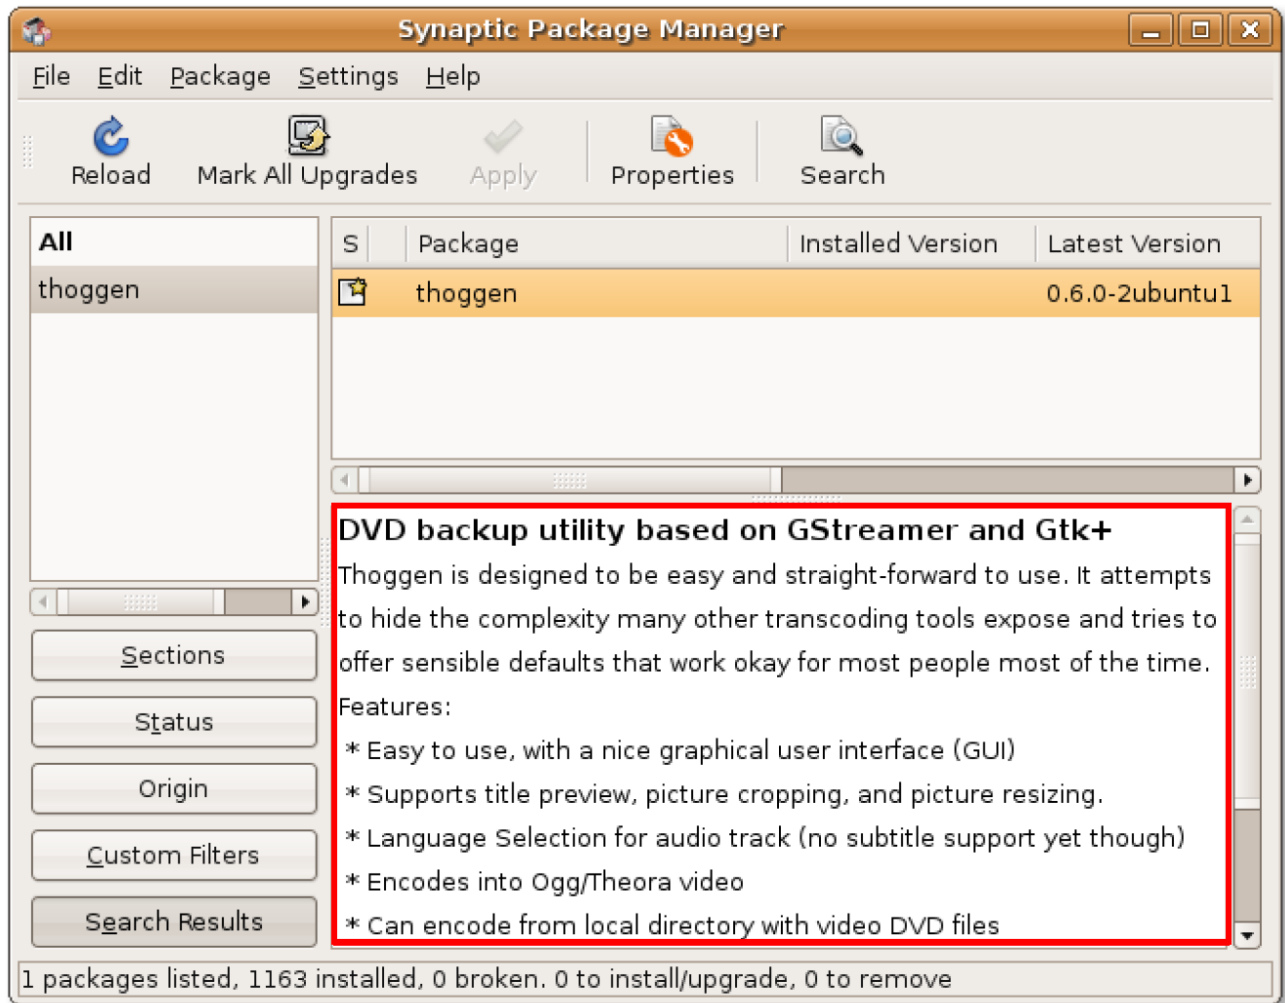 Synaptic Package Manager
File Edit Package Settings Help
Reload Mark All Upgrades Apply Properties Search
All
thoggen
S Package Installed Version Latest Version
thoggen 0.6.0-2ubuntu1
DVD backup utility based on GStreamer and Gtk+
Thoggen is designed to be easy and straight-forward to use. It attempts
to hide the complexity many other transcoding tools expose and tries to
offer sensible defaults that work okay for most people most of the time.
Features:
* Easy to use, with a nice graphical user interface (GUI)
* Supports title preview, picture cropping, and picture resizing.
* Language Selection for audio track (no subtitle support yet though)
* Encodes into Ogg/Theora video
* Can encode from local directory with video DVD files
Sections
Status
Origin
Custom Filters
Search Results
1 packages listed, 1163 installed, 0 broken. 0 to install/upgrade, 0 to remove